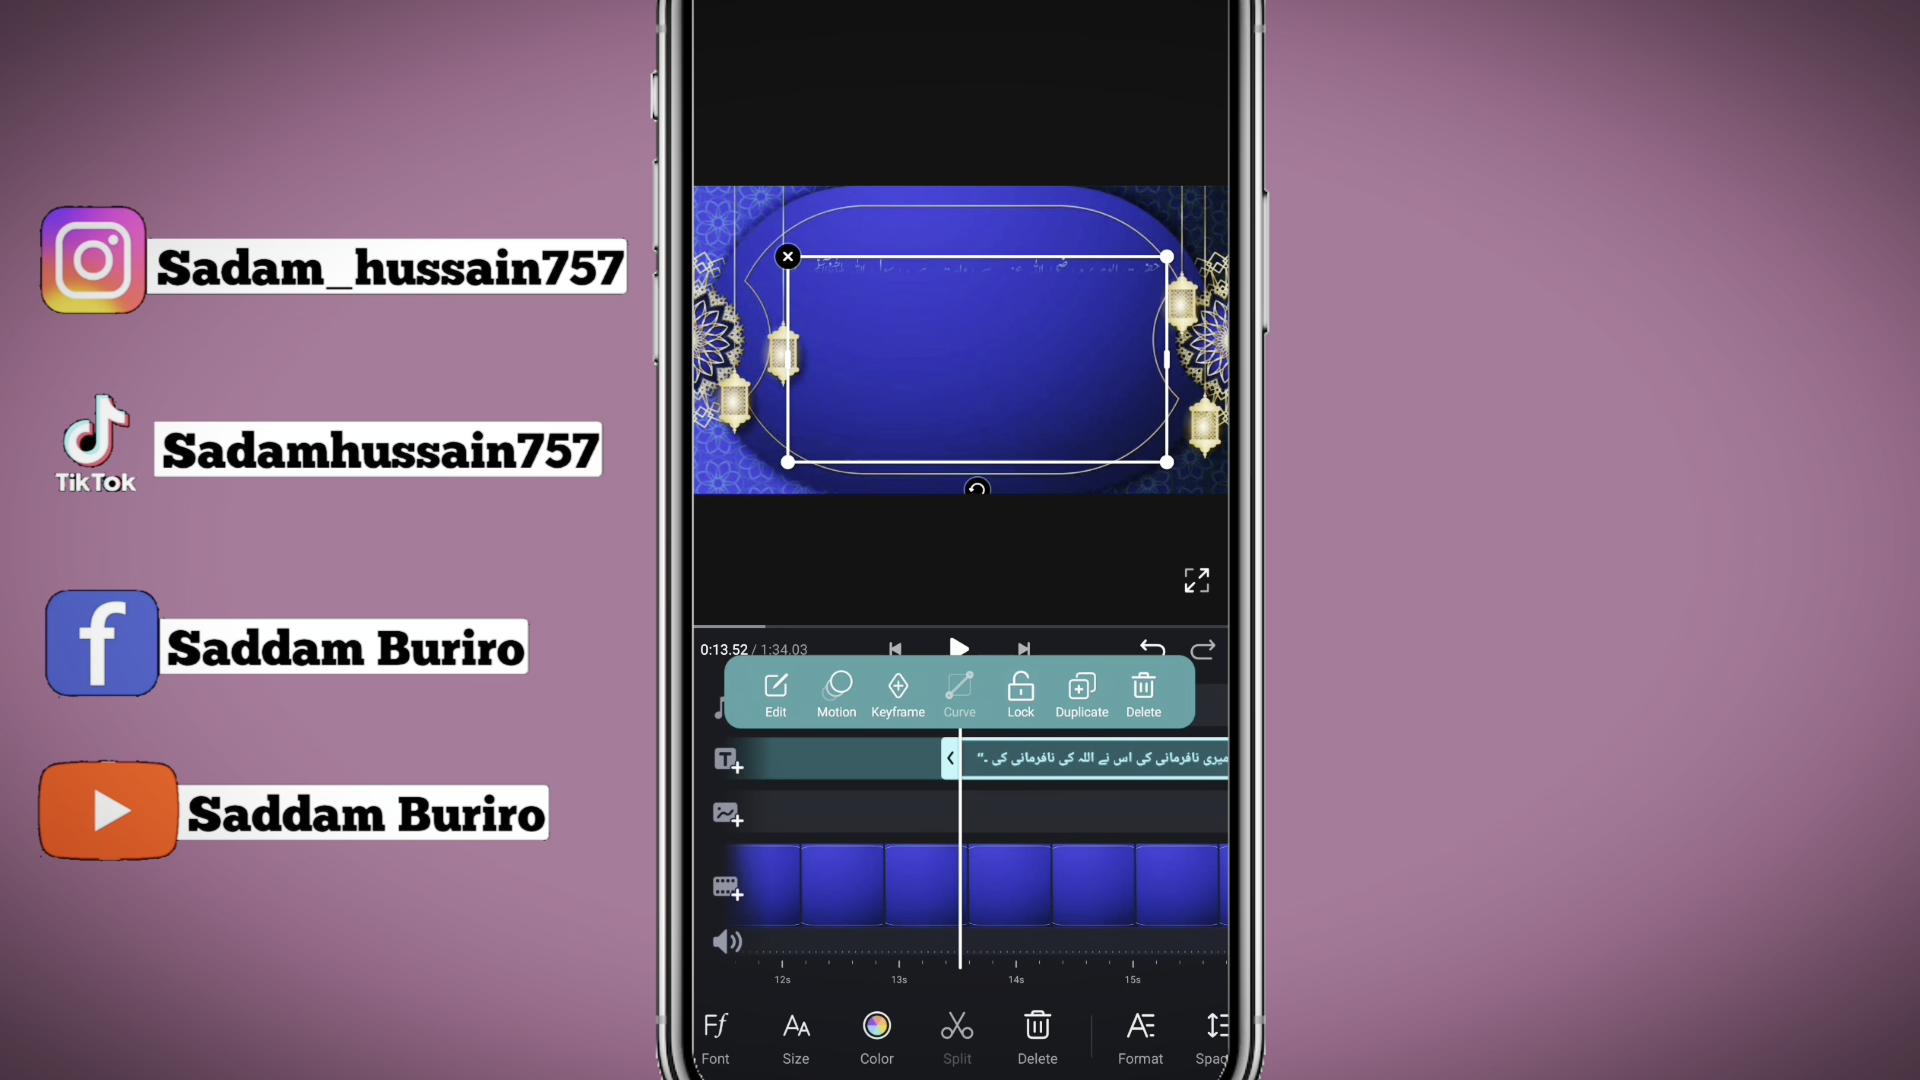 Sadam_hussain757
TikTok
Sadamhussain757
Saddam Buriro
Saddam Buriro
0:13.52 / 1:34.03
Edit Motion Keyframe Curve Lock Duplicate Delete
میری نافرمانی کی اس نے اللہ کی نافرمانی کی ۔“
12s 13s 14s 15s
Ff AA
Font Size Color Split Delete Format